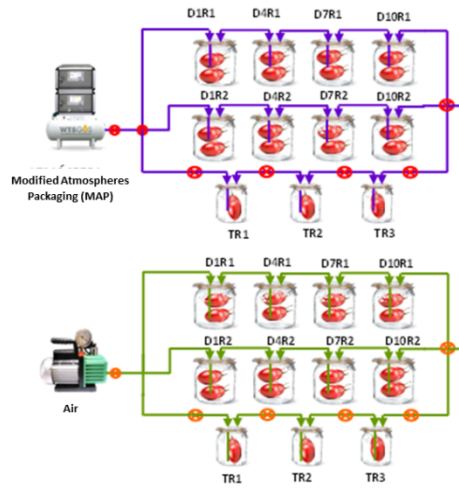 D1R1 D4R1 D7R1 D10R1
D1R2 D4R2 D7R2 D10R2
Modified Atmospheres
Packaging (MAP)
TR1 TR2 TR3
D1R1 D4R1 D7R1 D10R1
D1R2 D4R2 D7R2 D10R2
Air
TR1 TR2 TR3